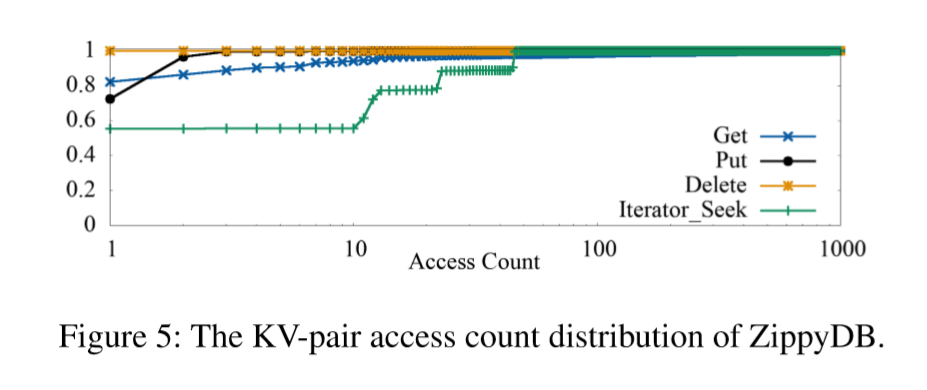 1
0.8
0.6
0.4
0.2
0
Get
Put
Delete
Iterator_Seek
1 10 100 1000
Access Count
Figure 5: The KV-pair access count distribution of ZippyDB.